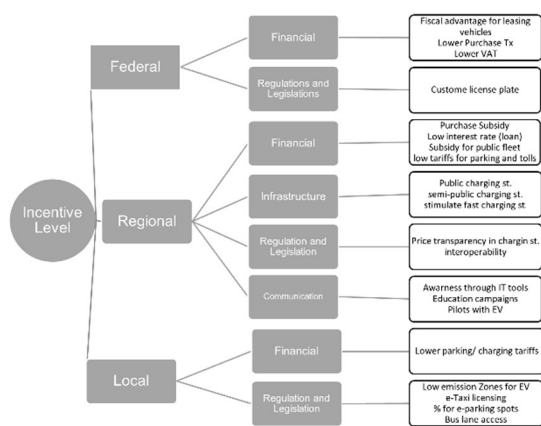 Incentive
Level
Federal
Financial
Fiscal advantage for leasing
vehicles
Lower Purchase Tx
Lower VAT
Regulations and
Legislations
Custome license plate
Regional
Financial
Purchase Subsidy
Low interest rate (loan)
Subsidy for public fleet
low tariffs for parking and tolls
Infrastructure
Public charging st.
semi-public charging st.
stimulate fast charging st.
Regulation and
Legislation
Price transparency in chargin st.
interoperability
Communication
Awarness through IT tools
Education campaigns
Pilots with EV
Local
Financial
Lower parking/ charging tariffs
Regulation and
Legislation
Low emission Zones for EV
e-Taxi licensing
% for e-parking spots
Bus lane access